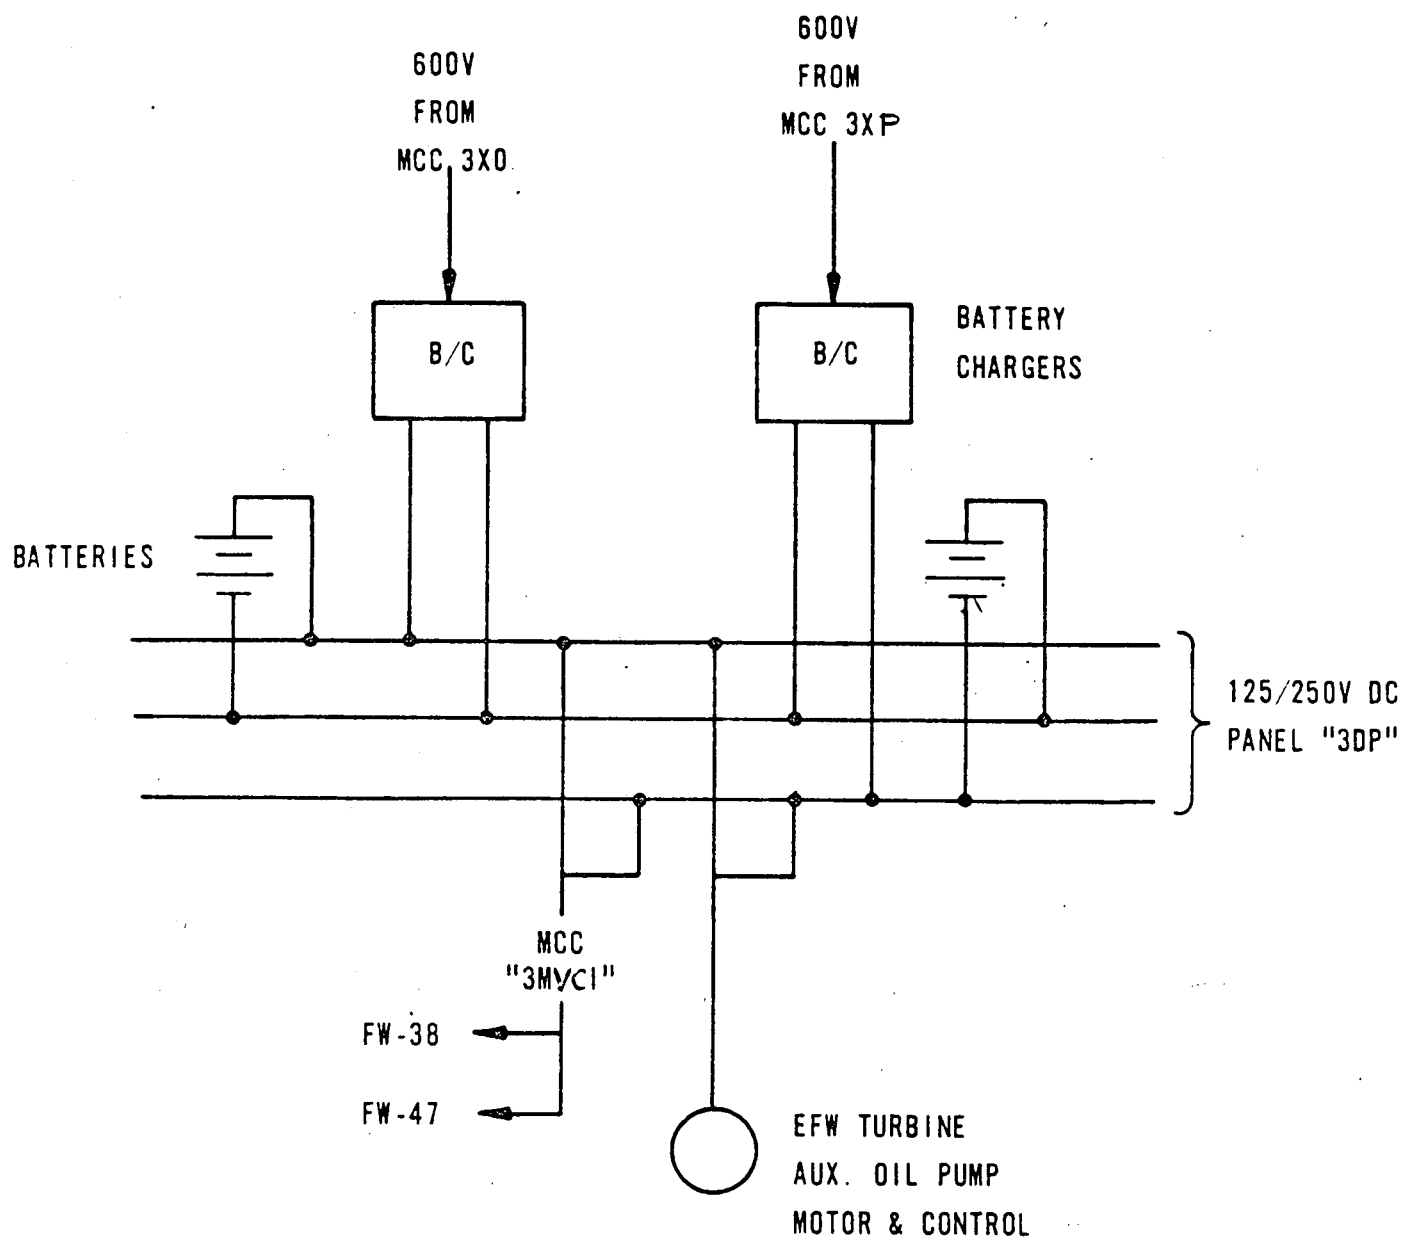 600V
FROM
MCC 3XO
600V
FROM
MCC 3XP
B/C
B/C
BATTERY
CHARGERS
BATTERIES
125/250V DC
PANEL "3DP"
MCC
"3MVCI"
FW-38
FW-47
EFW TURBINE
AUX. OIL PUMP
MOTOR & CONTROL